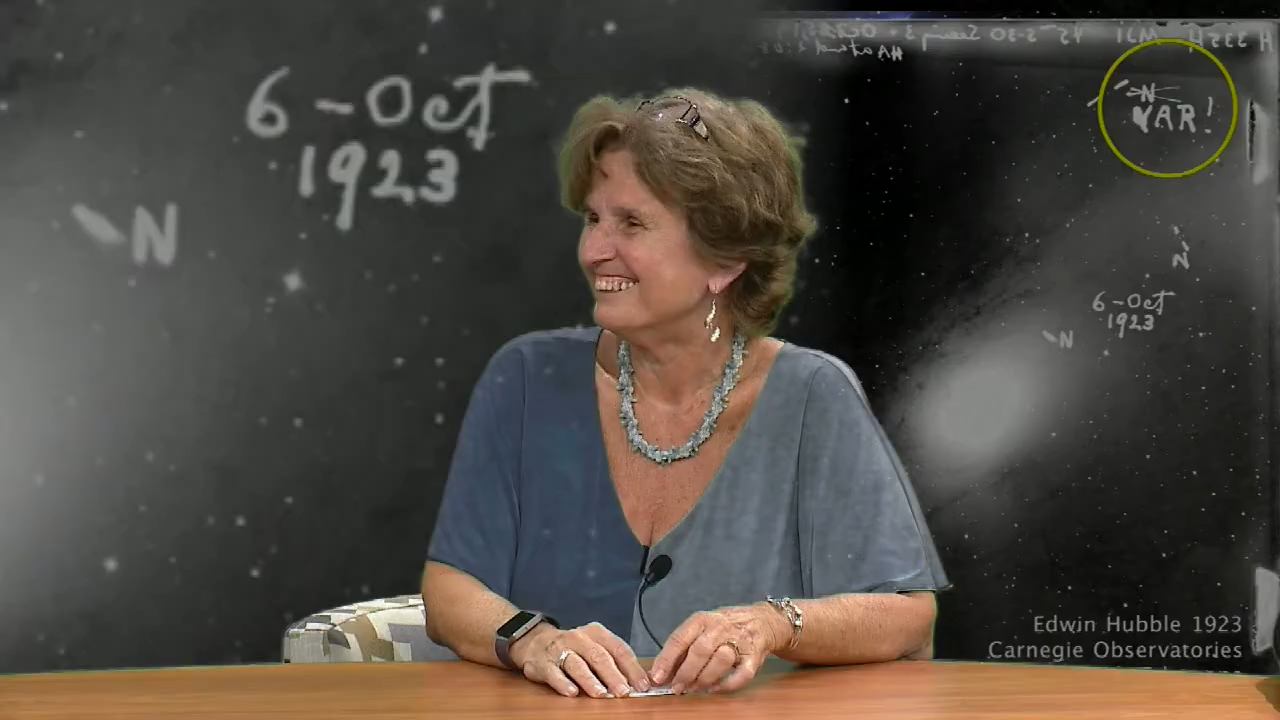 6-Oct
1923
N
N
VAR!
N
6-Oct
1923
N
Edwin Hubble 1923
Carnegie Observatories